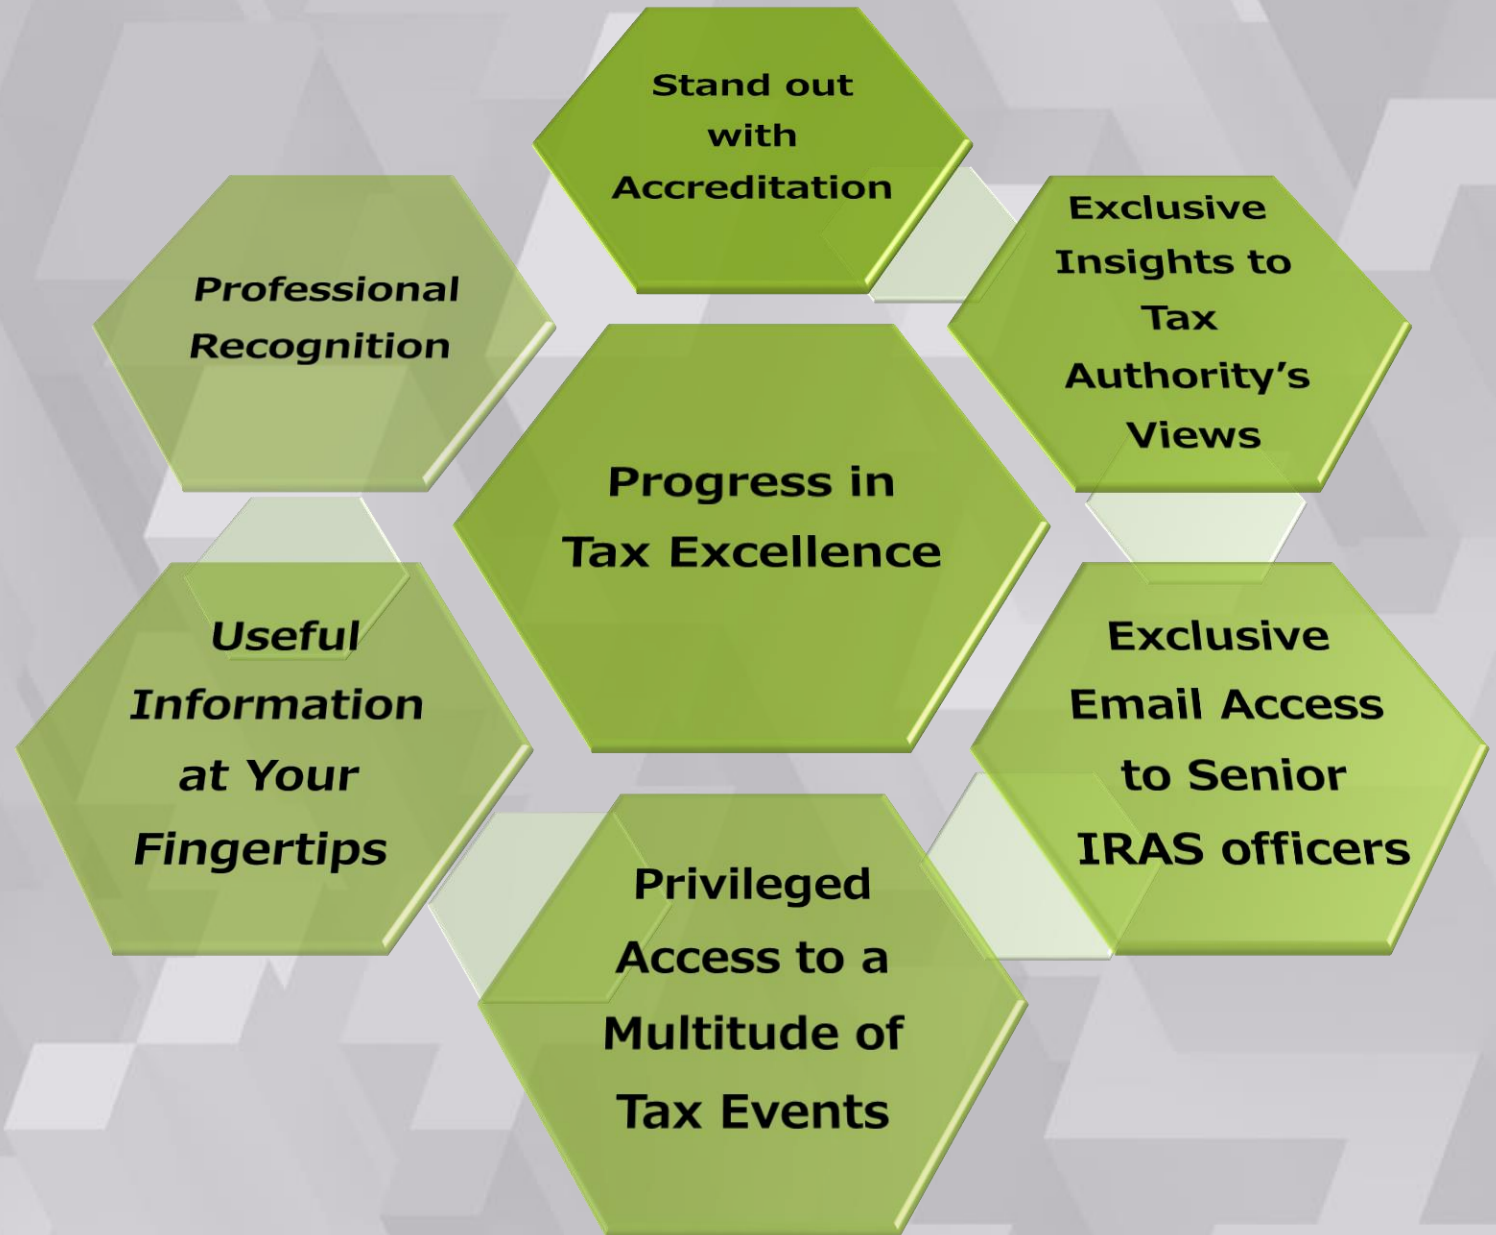 Stand out
with
Accreditation
Exclusive
Insights to
Tax
Authority’s
Views
Exclusive
Email Access
to Senior
IRAS officers
Privileged
Access to a
Multitude of
Tax Events
Useful
Information
at Your
Fingertips
Professional
Recognition
Progress in
Tax Excellence